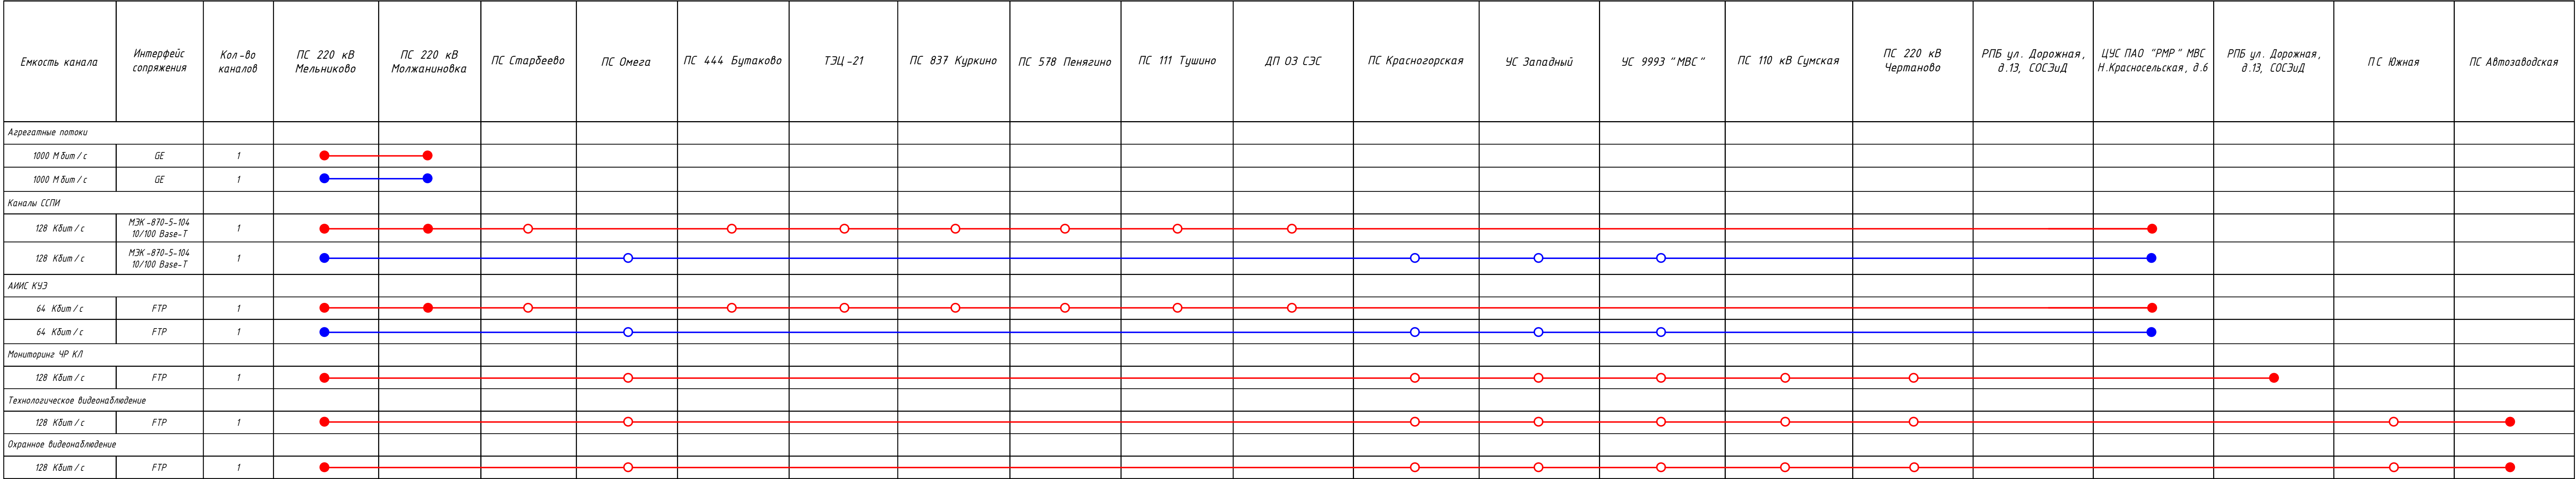 Емкость канала
Интерфейс
сопряжения
Кол-во
каналов
ПС 220 кВ
Мельниково
ПС 220 кВ
Молжаниновка
ПС Старбеево
ПС Омега
ПС 444 Бутаково
ТЭЦ-21
ПС 837 Куркино
ПС 578 Пенягино
ПС 111 Тушино
ДП ОЗ СЭС
ПС Красногорская
УС Западный
УС 9993 "МВС"
ПС 110 кВ Сумская
ПС 220 кВ
Чертаново
РПБ ул. Дорожная,
д.13, СОСЭиД
ЦУС ПАО "РМР" МВС
Н.Красносельская, д.6
РПБ ул. Дорожная,
д.13, СОСЭиД
ПС Южная
ПС Автозаводская
Агрегатные потоки
1000 Мбит/с GE 1
1000 Мбит/с GE 1
Каналы ССПИ
128 Кбит/с МЭК-870-5-104 1
10/100 Base-T
128 Кбит/с МЭК-870-5-104 1
10/100 Base-T
АИИС КУЭ
64 Кбит/с FTP 1
64 Кбит/с FTP 1
Мониторинг ЧР КЛ
128 Кбит/с FTP 1
Технологическое видеонаблюдение
128 Кбит/с FTP 1
Охранное видеонаблюдение
128 Кбит/с FTP 1